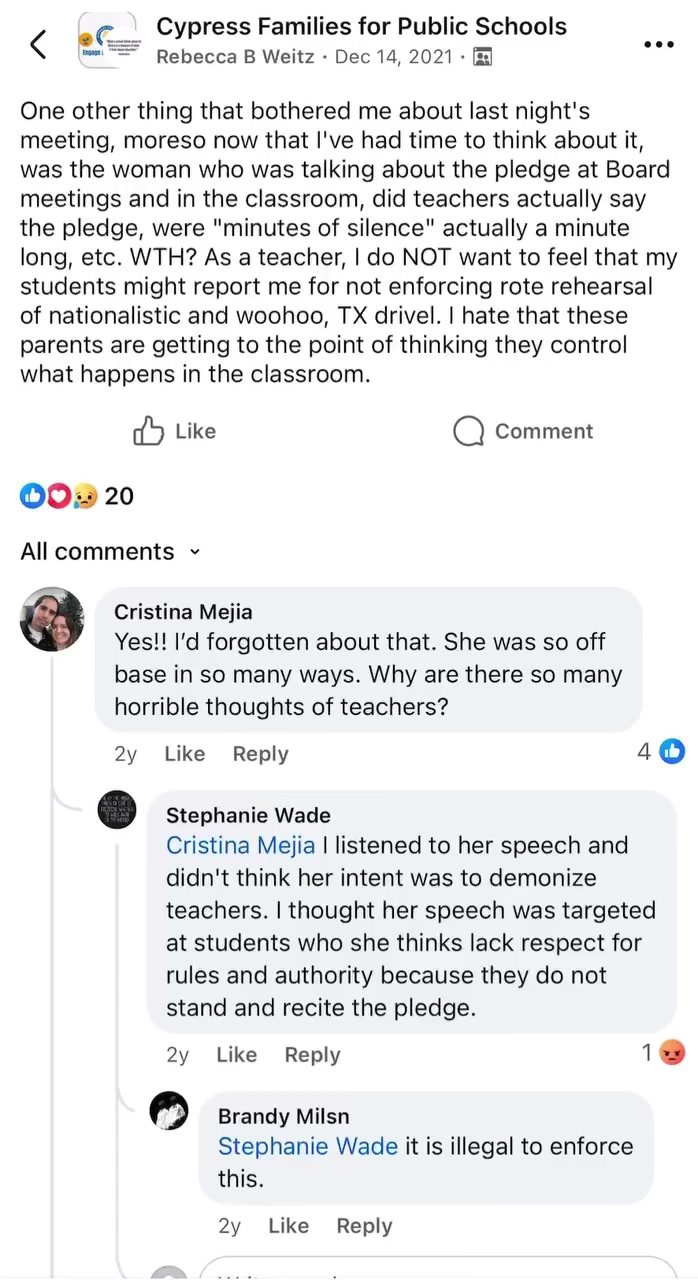 Cypress Families for Public Schools
Rebecca B Weitz · Dec 14, 2021 ·
One other thing that bothered me about last night's
meeting, moreso now that I've had time to think about it,
was the woman who was talking about the pledge at Board
meetings and in the classroom, did teachers actually say
the pledge, were "minutes of silence" actually a minute
long, etc. WTH? As a teacher, I do NOT want to feel that my
students might report me for not enforcing rote rehearsal
of nationalistic and woohoo, TX drivel. I hate that these
parents are getting to the point of thinking they control
what happens in the classroom.
Like Comment
20
All comments
Cristina Mejia
Yes!! I'd forgotten about that. She was so off
base in so many ways. Why are there so many
horrible thoughts of teachers?
2y Like Reply 4
Stephanie Wade
Cristina Mejia I listened to her speech and
didn't think her intent was to demonize
teachers. I thought her speech was targeted
at students who she thinks lack respect for
rules and authority because they do not
stand and recite the pledge.
2y Like Reply 1
Brandy Milsn
Stephanie Wade it is illegal to enforce
this.
2y Like Reply